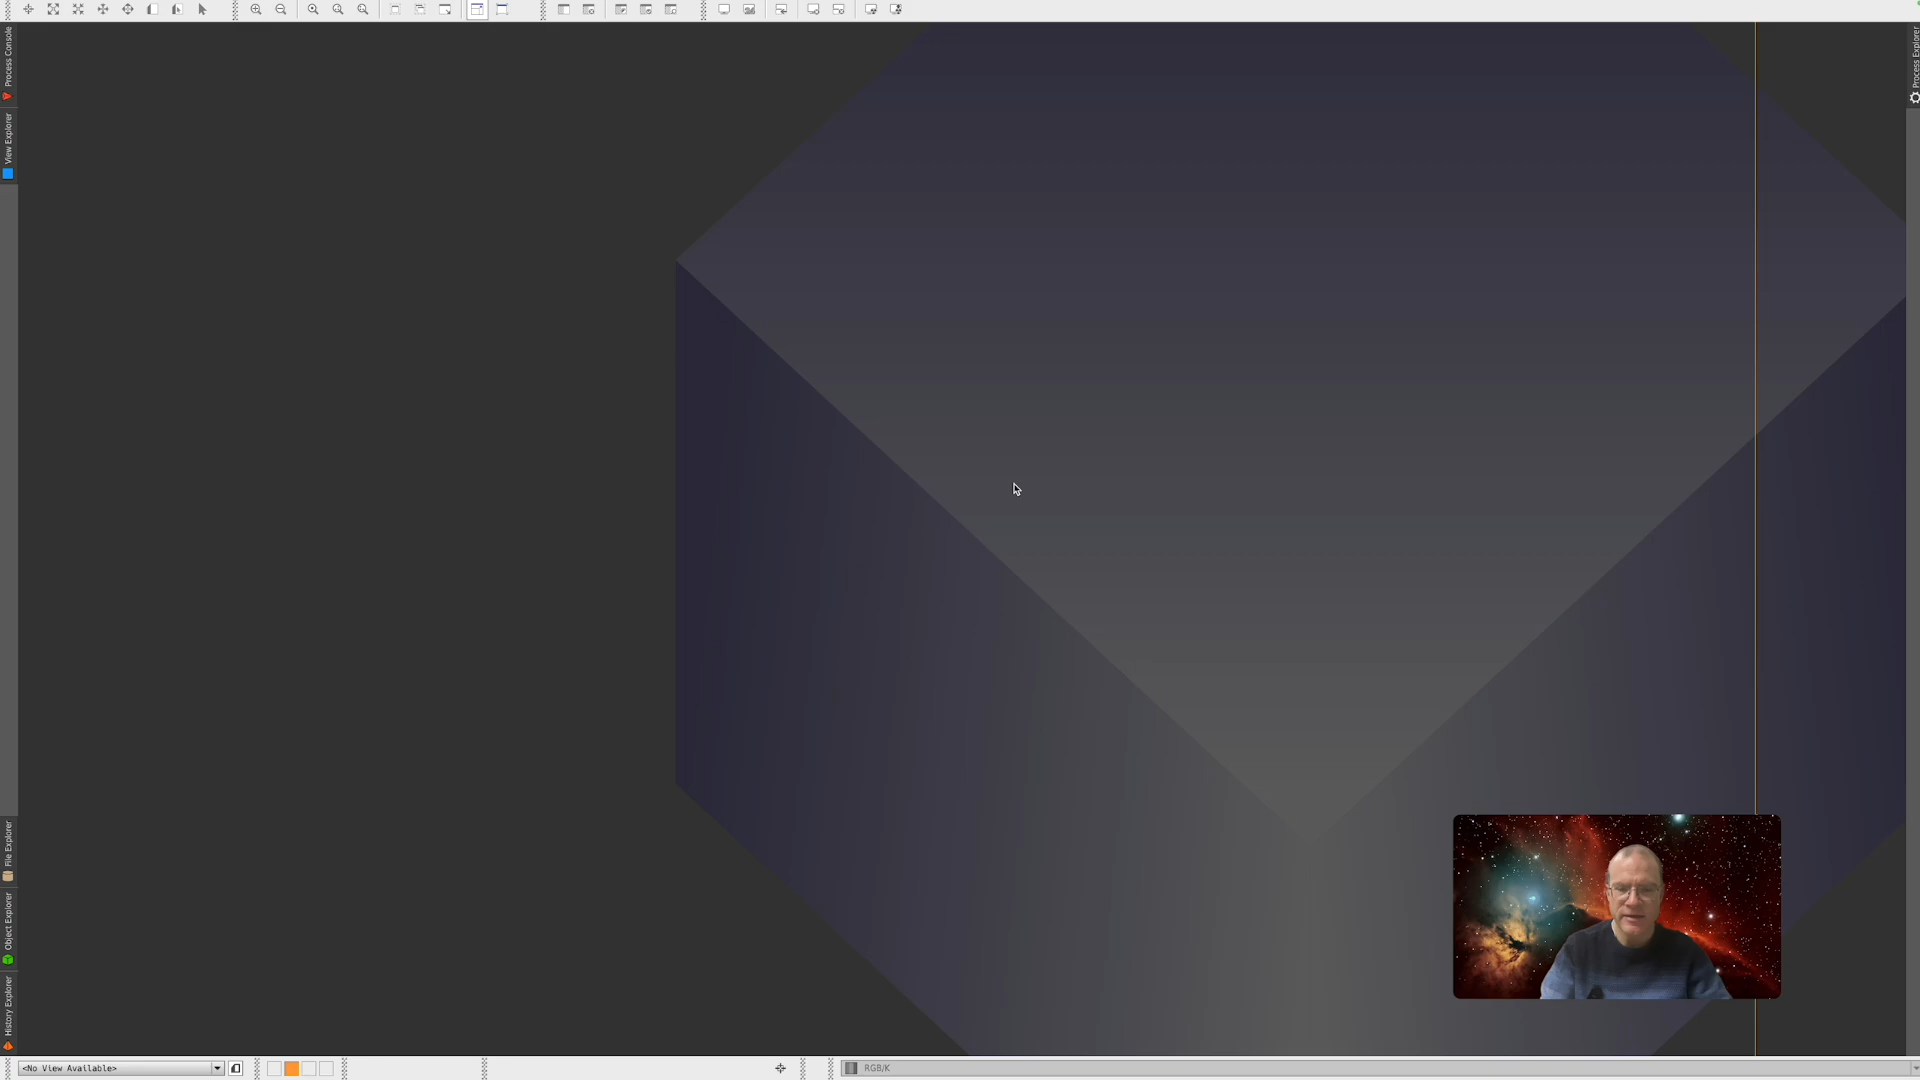 Process Console
View Explorer
File Explorer
Object Explorer
History Explorer
Process Explorer
<No View Available>
RGB/K